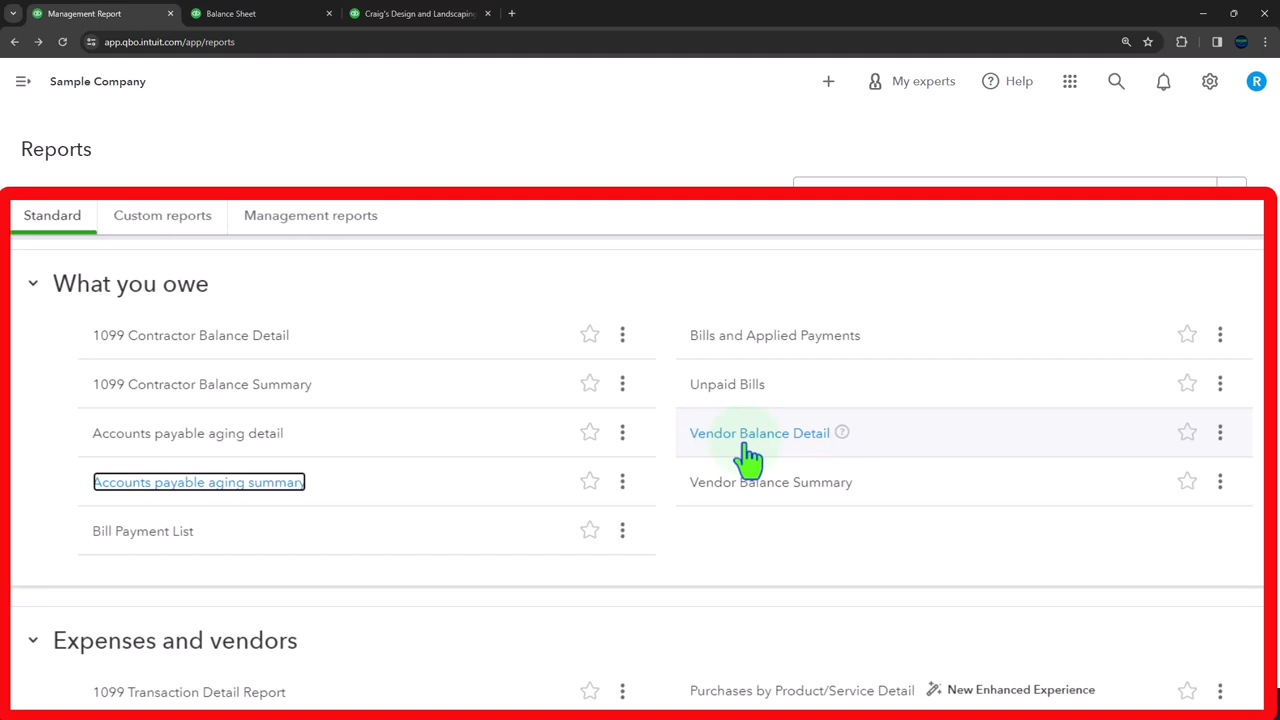 Management Report
Balance Sheet
Craig's Design and Landscaping
app.qbo.intuit.com/app/reports
Sample Company
My experts
Help
R
Reports
Standard
Custom reports
Management reports
What you owe
1099 Contractor Balance Detail
Bills and Applied Payments
1099 Contractor Balance Summary
Unpaid Bills
Accounts payable aging detail
Vendor Balance Detail
Accounts payable aging summary
Vendor Balance Summary
Bill Payment List
Expenses and vendors
1099 Transaction Detail Report
Purchases by Product/Service Detail New Enhanced Experience